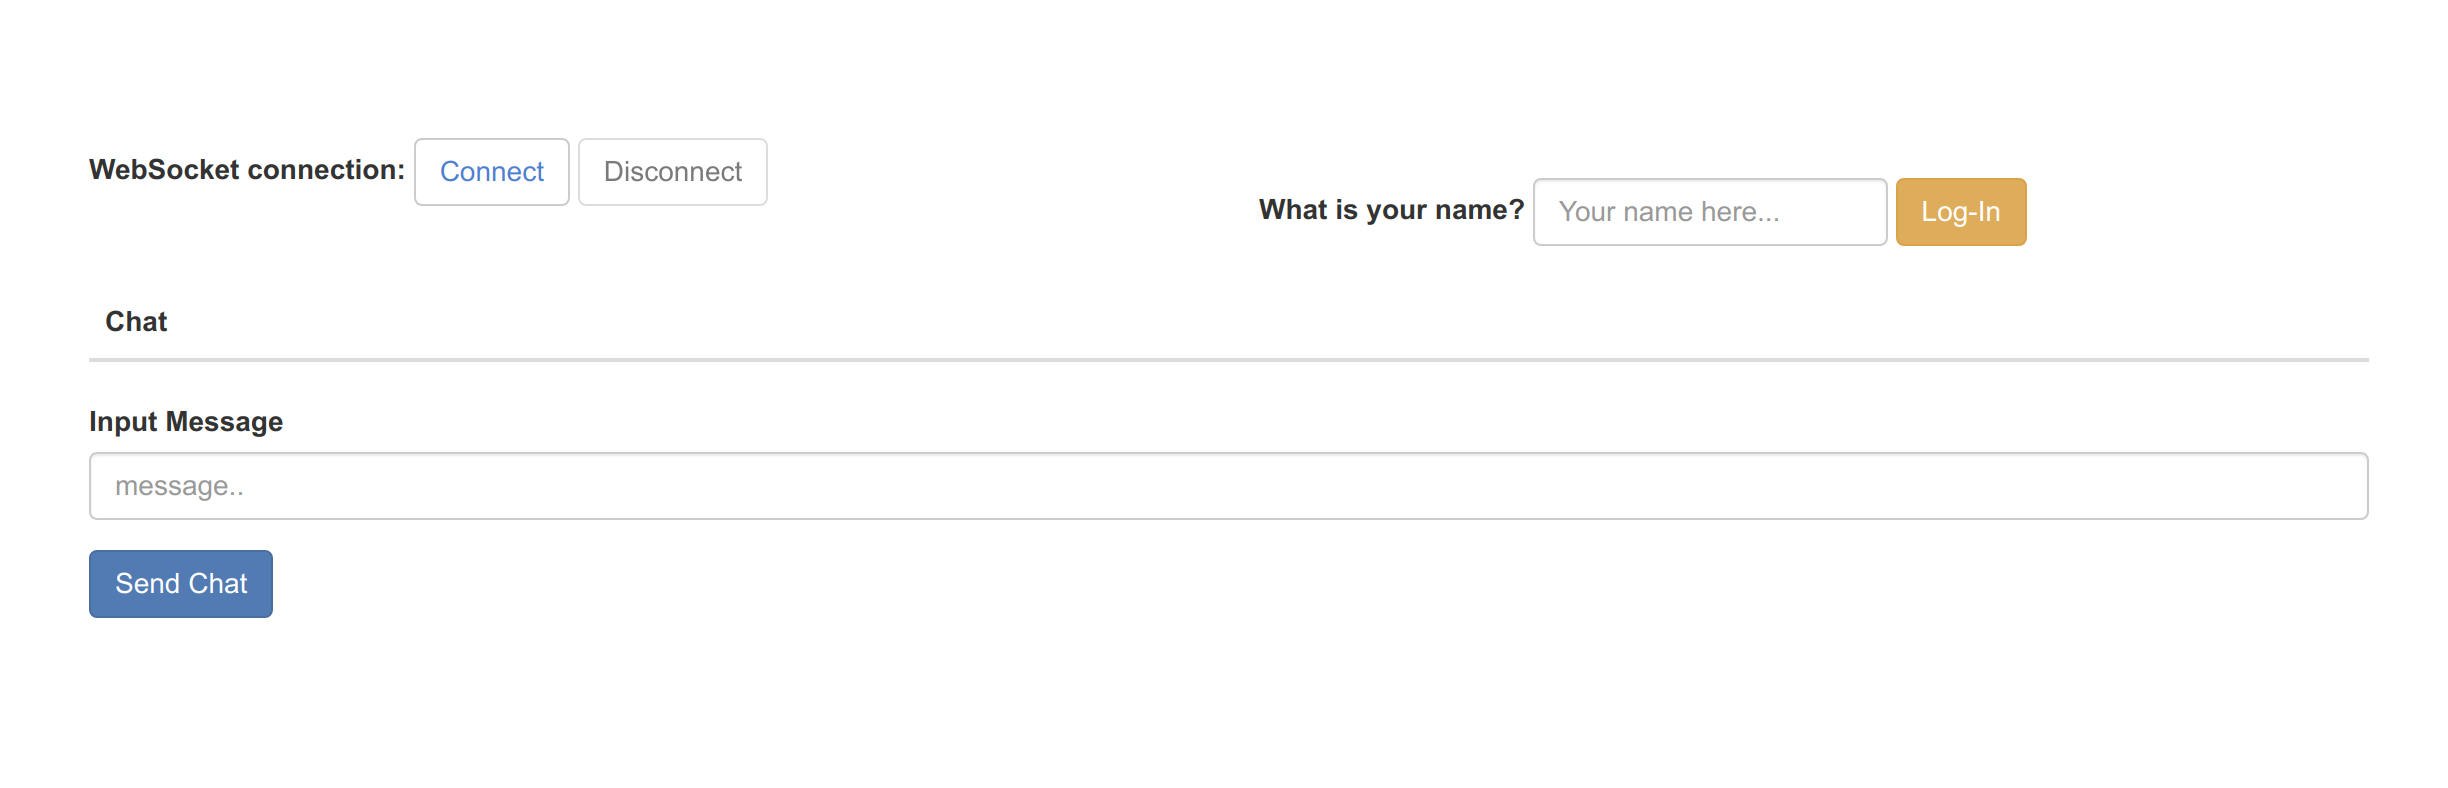 WebSocket connection: Connect Disconnect
What is your name? Your name here... Log-In
Chat
Input Message
message..
Send Chat